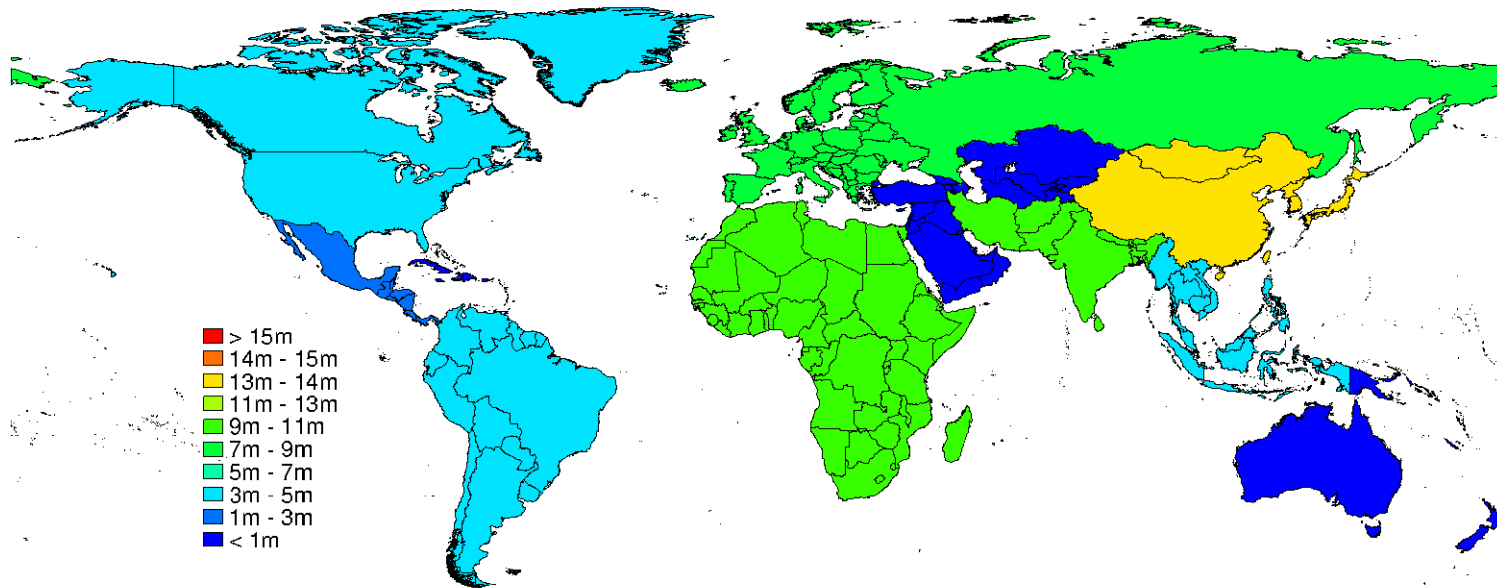 > 15m
14m - 15m
13m - 14m
11m - 13m
9m - 11m
7m - 9m
5m - 7m
3m - 5m
1m - 3m
< 1m